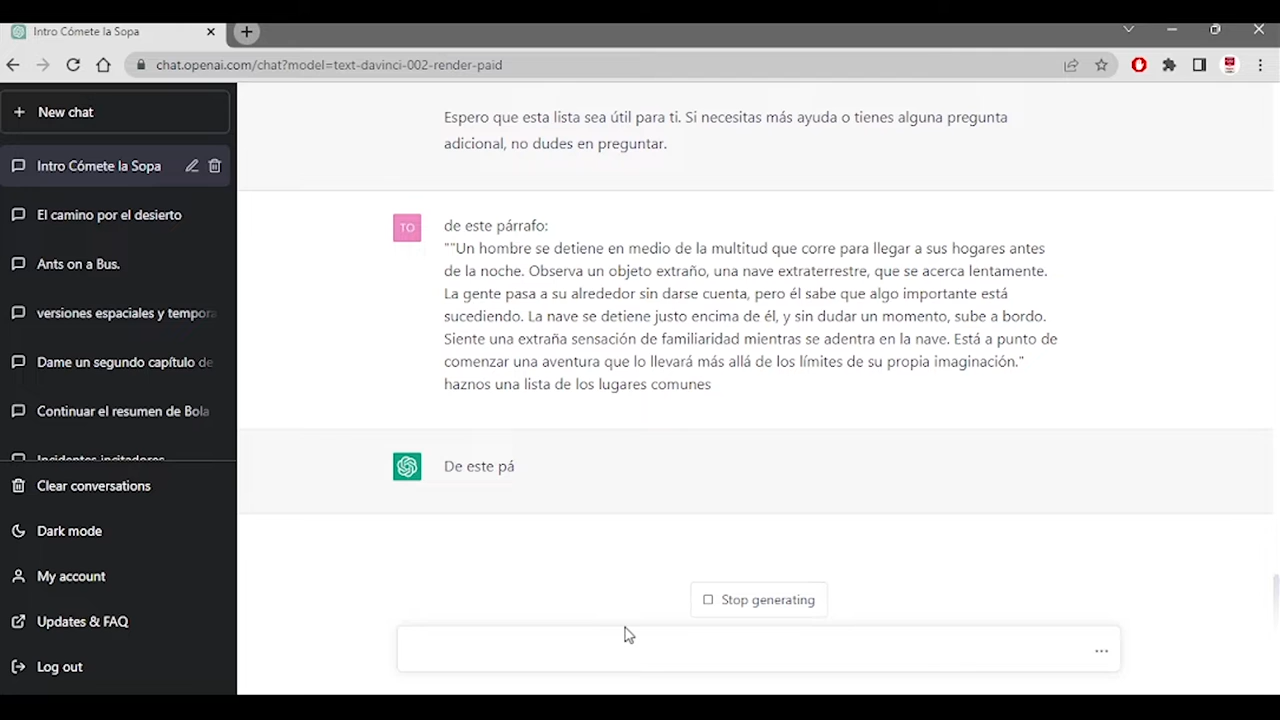 Intro Cómete la Sopa
chat.openai.com/chat?model=text-davinci-002-render-paid
New chat
Intro Cómete la Sopa
El camino por el desierto
Ants on a Bus.
versiones espaciales y tempora
Dame un segundo capítulo de
Continuar el resumen de Bola
Incidentes incitadores
Clear conversations
Dark mode
My account
Updates & FAQ
Log out
Espero que esta lista sea útil para ti. Si necesitas más ayuda o tienes alguna pregunta
adicional, no dudes en preguntar.
TO
de este párrafo:
""Un hombre se detiene en medio de la multitud que corre para llegar a sus hogares antes
de la noche. Observa un objeto extraño, una nave extraterrestre, que se acerca lentamente.
La gente pasa a su alrededor sin darse cuenta, pero él sabe que algo importante está
sucediendo. La nave se detiene justo encima de él, y sin dudar un momento, sube a bordo.
Siente una extraña sensación de familiaridad mientras se adentra en la nave. Está a punto de
comenzar una aventura que lo llevará más allá de los límites de su propia imaginación."
haznos una lista de los lugares comunes
De este pá
Stop generating